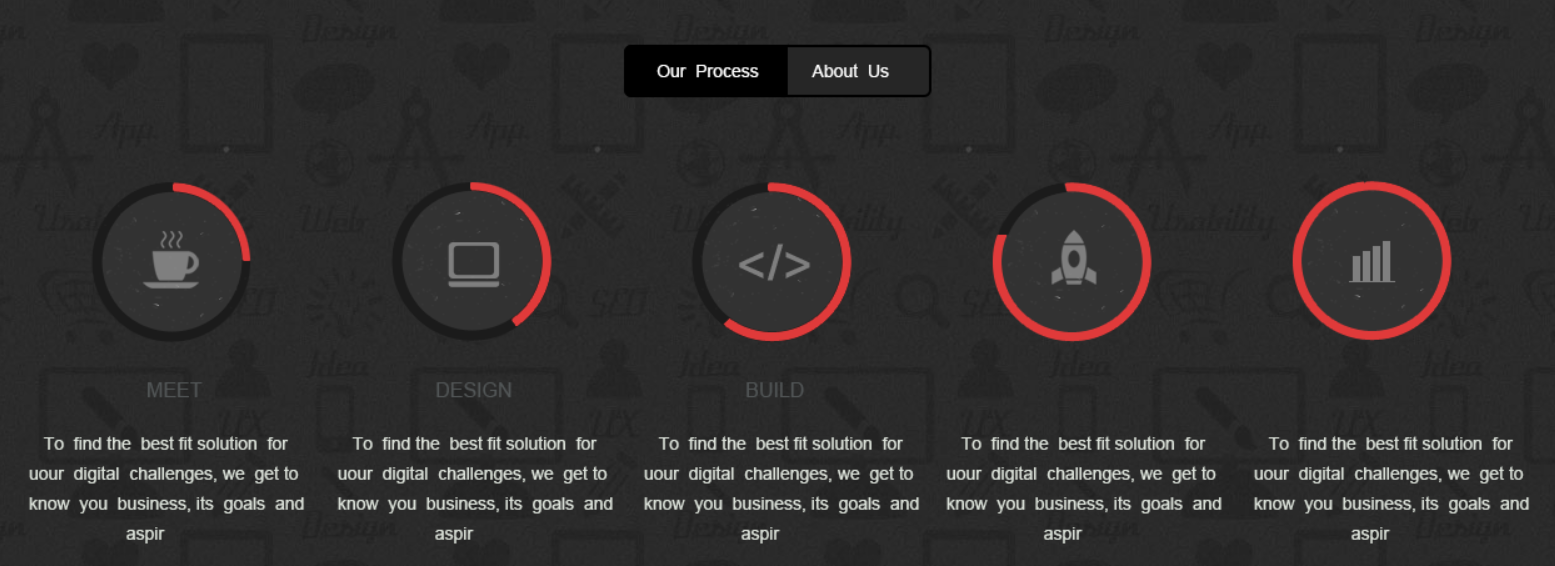 Our Process
About Us
</>
MEET
DESIGN
BUILD
To find the best fit solution for
uour digital challenges, we get to
know you business, its goals and
aspir
To find the best fit solution for
uour digital challenges, we get to
know you business, its goals and
aspir
To find the best fit solution for
uour digital challenges, we get to
know you business, its goals and
aspir
To find the best fit solution for
uour digital challenges, we get to
know you business, its goals and
aspir
To find the best fit solution for
uour digital challenges, we get to
know you business, its goals and
aspir